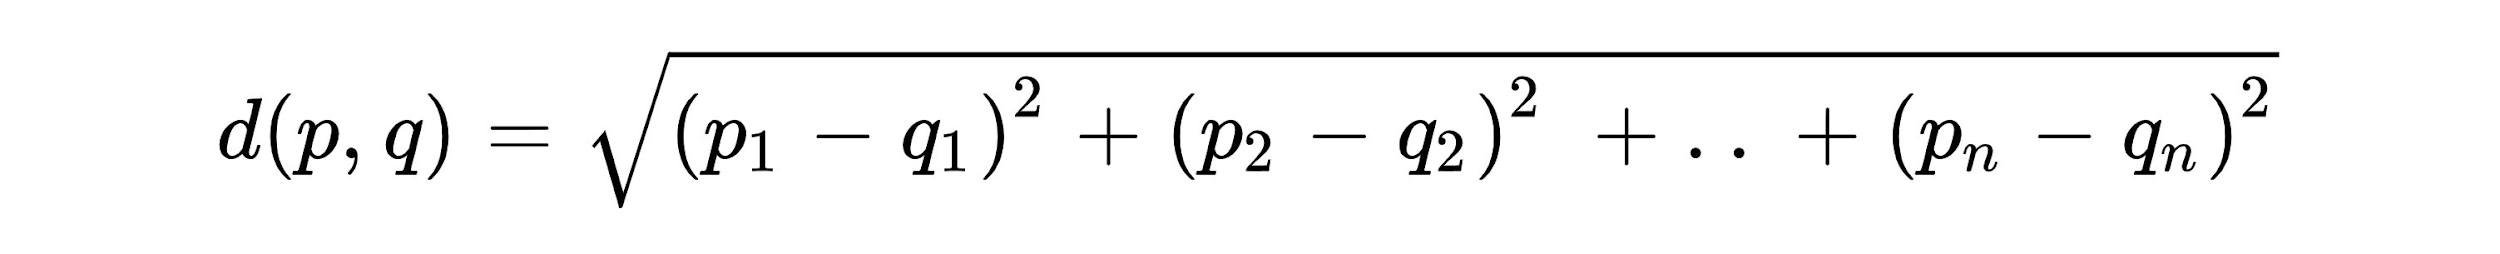 d(p, q) = √(p₁ − q₁)² + (p₂ − q₂)² + .. + (pₙ − qₙ)²